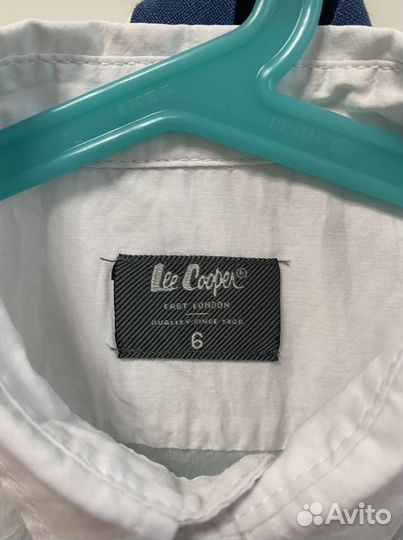 Lee Cooper®
EAST LONDON
QUALITY SINCE 1908
6
Avito